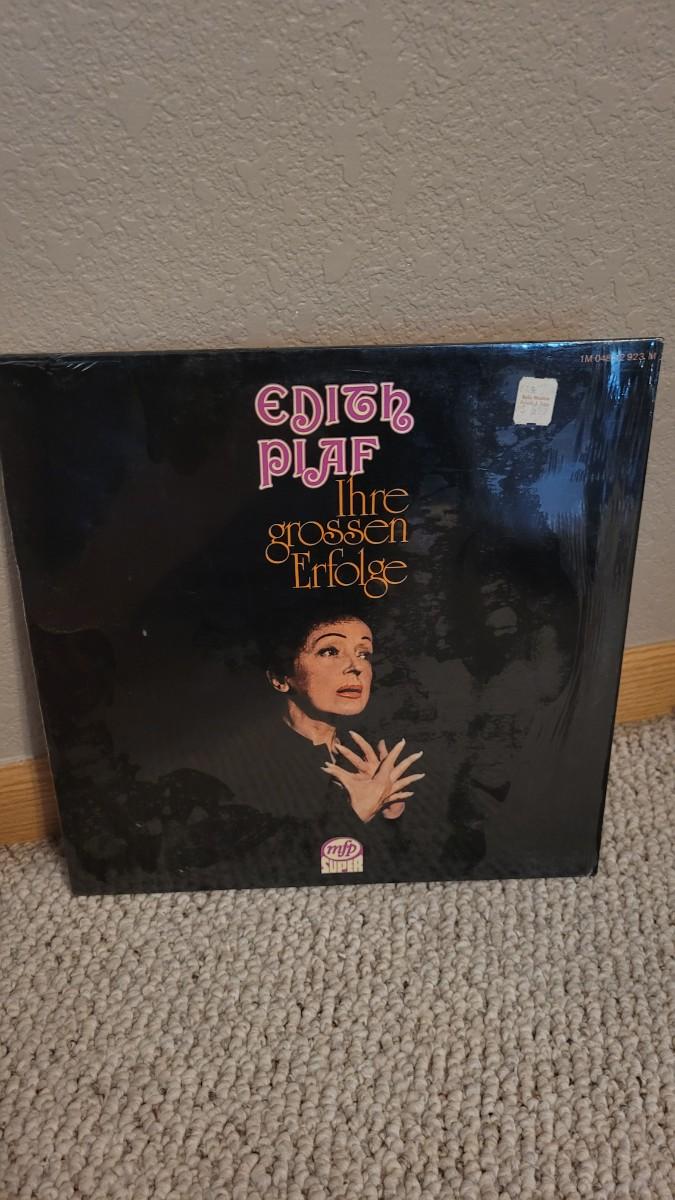 EDITH
PIAF
Ihre
grossen
Erfolge
mfp
SUPER